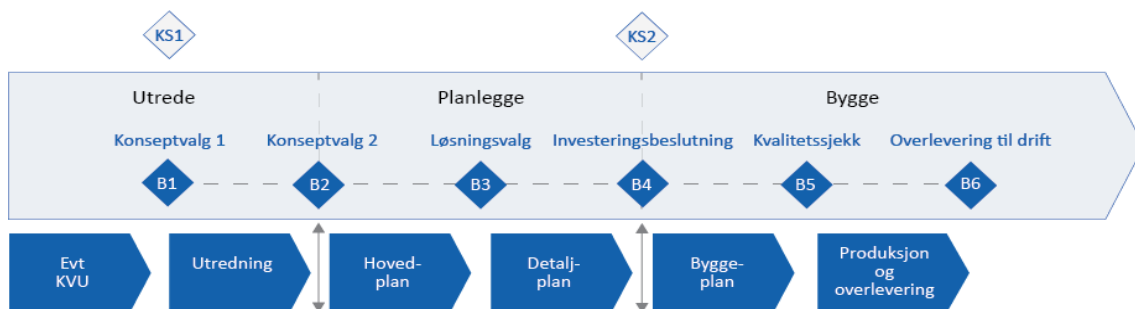 KS1
KS2
Utrede
Planlegge
Bygge
Konseptvalg 1
Konseptvalg 2
Løsningsvalg
Investeringsbeslutning
Kvalitetssjekk
Overlevering til drift
B1
B2
B3
B4
B5
B6
Evt
KVU
Utredning
Hoved-
plan
Detalj-
plan
Bygge-
plan
Produksjon
og
overlevering